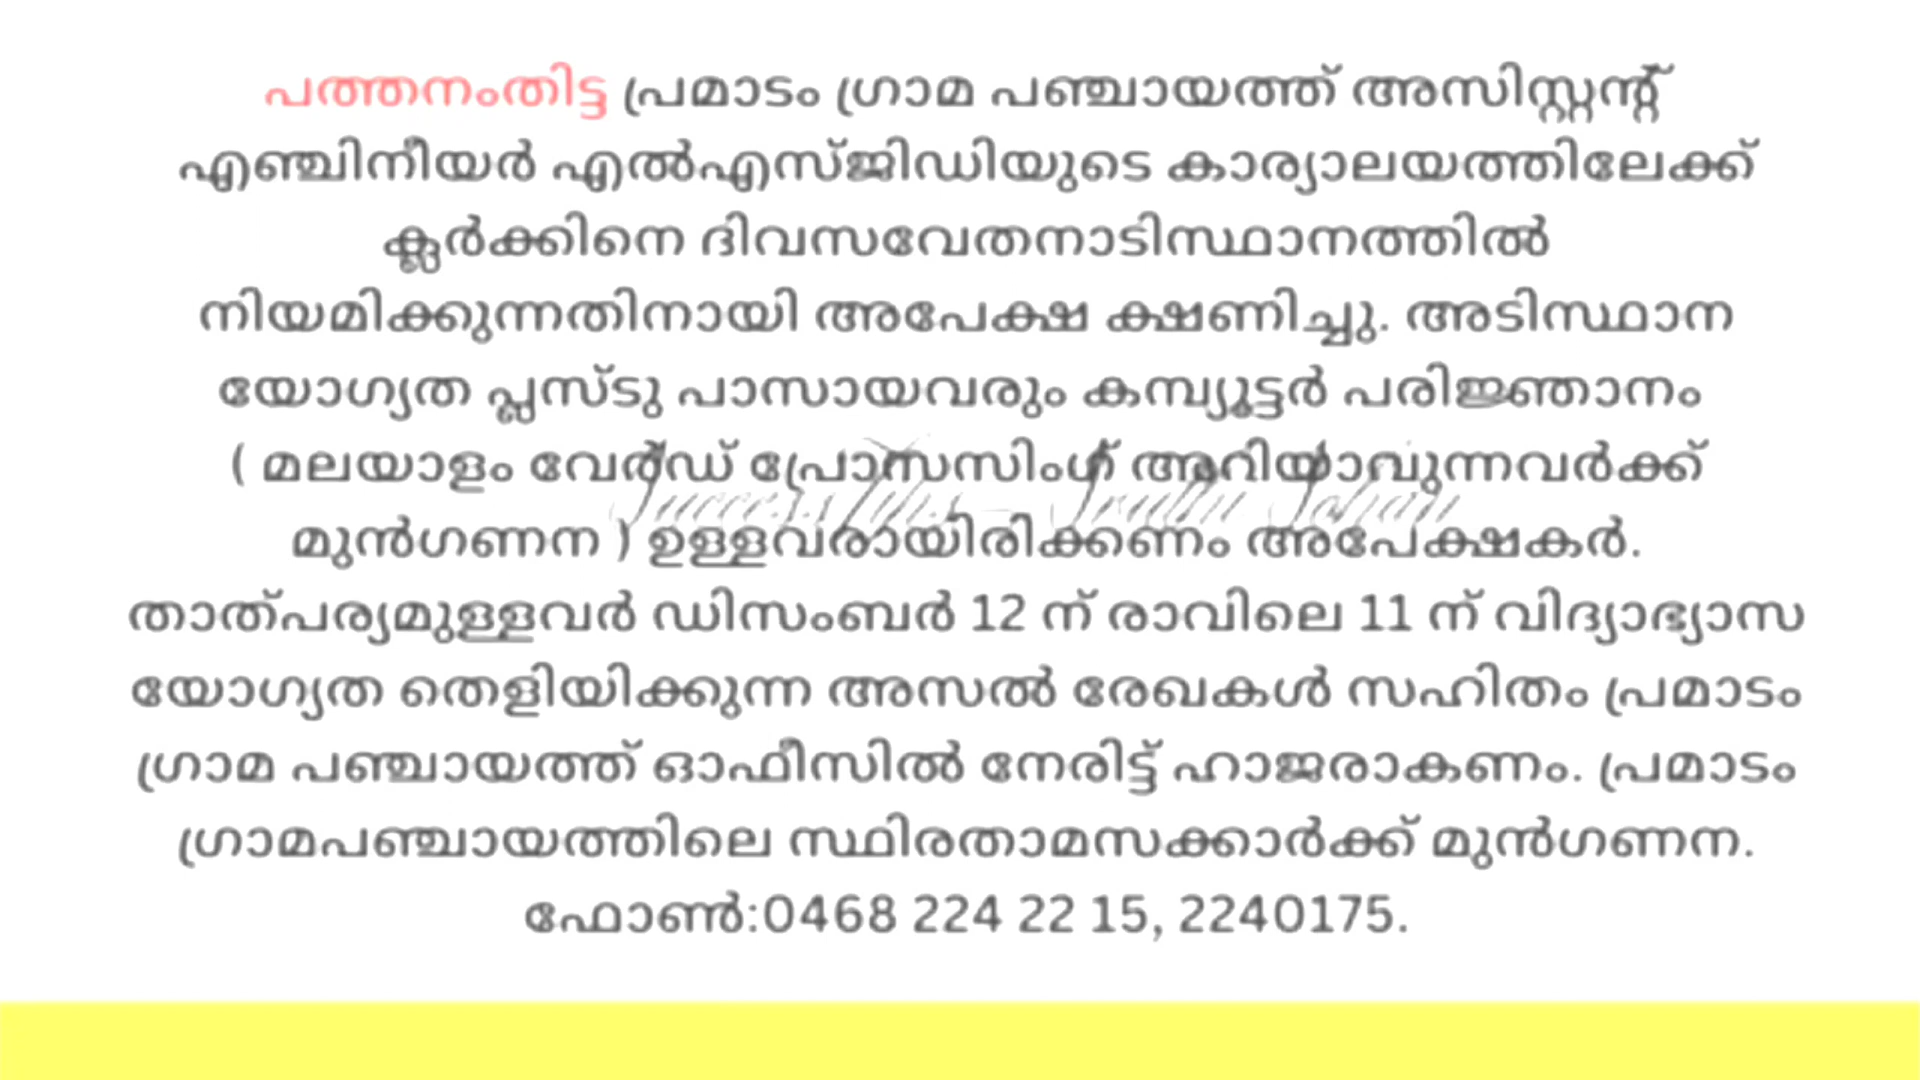 പത്തനംതിട്ട പ്രമാടം ഗ്രാമ പഞ്ചായത്ത് അസിസ്റ്റന്റ്
എഞ്ചിനീയർ എൽഎസ്ജിഡിയുടെ കാര്യാലയത്തിലേക്ക്
ക്ലർക്കിനെ ദിവസവേതനാടിസ്ഥാനത്തിൽ
നിയമിക്കുന്നതിനായി അപേക്ഷ ക്ഷണിച്ചു. അടിസ്ഥാന
യോഗ്യത പ്ലസ്ടു പാസായവരും കമ്പ്യൂട്ടർ പരിജ്ഞാനം
( മലയാളം വേർഡ് പ്രോസസിംഗ് അറിയാവുന്നവർക്ക്
Success Tips –
മുൻഗണന ) ഉള്ളവരായിരിക്കണം അപേക്ഷകർ.
താത്പര്യമുള്ളവർ ഡിസംബർ 12 ന് രാവിലെ 11 ന് വിദ്യാഭ്യാസ
യോഗ്യത തെളിയിക്കുന്ന അസൽ രേഖകൾ സഹിതം പ്രമാടം
ഗ്രാമ പഞ്ചായത്ത് ഓഫീസിൽ നേരിട്ട് ഹാജരാകണം. പ്രമാടം
ഗ്രാമപഞ്ചായത്തിലെ സ്ഥിരതാമസക്കാർക്ക് മുൻഗണന.
ഫോൺ:0468 224 22 15, 2240175.